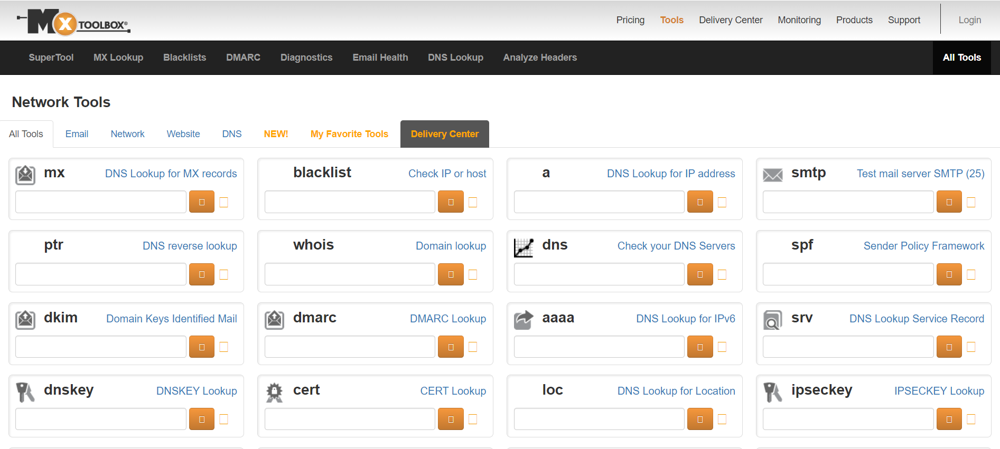 MX TOOLBOX®
Pricing Tools Delivery Center Monitoring Products Support Login
SuperTool MX Lookup Blacklists DMARC Diagnostics Email Health DNS Lookup Analyze Headers All Tools
Network Tools
All Tools Email Network Website DNS NEW! My Favorite Tools Delivery Center
mx DNS Lookup for MX records
blacklist Check IP or host
a DNS Lookup for IP address
smtp Test mail server SMTP (25)
ptr DNS reverse lookup
whois Domain lookup
dns Check your DNS Servers
spf Sender Policy Framework
dkim Domain Keys Identified Mail
dmarc DMARC Lookup
aaaa DNS Lookup for IPv6
srv DNS Lookup Service Record
dnskey DNSKEY Lookup
cert CERT Lookup
loc DNS Lookup for Location
ipseckey IPSECKEY Lookup